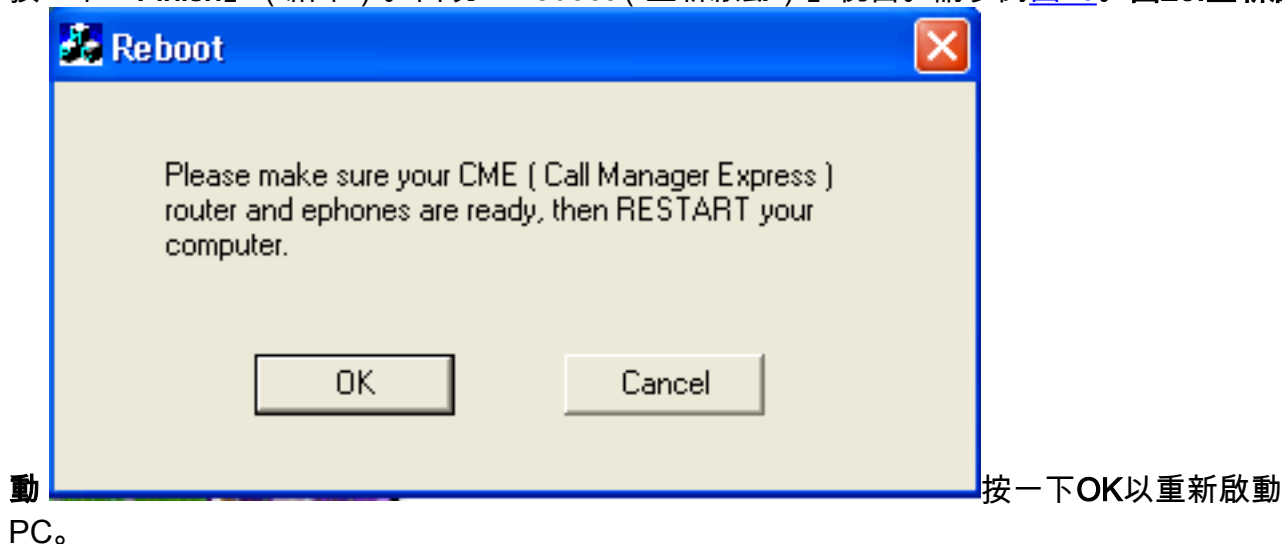 Reboot
Please make sure your CME ( Call Manager Express )
router and ephones are ready, then RESTART your
computer.
OK Cancel
動 按一下OK以重新啟動
PC。